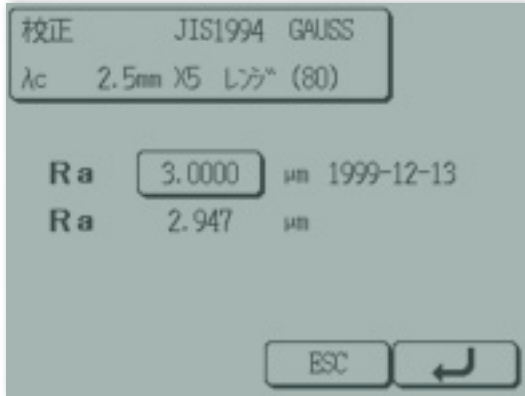 校正 JIS1994 GAUSS
λc 2.5mm X5 レンジ (80)
Ra 3.0000 μm 1999-12-13
Ra 2.947 μm
ESC